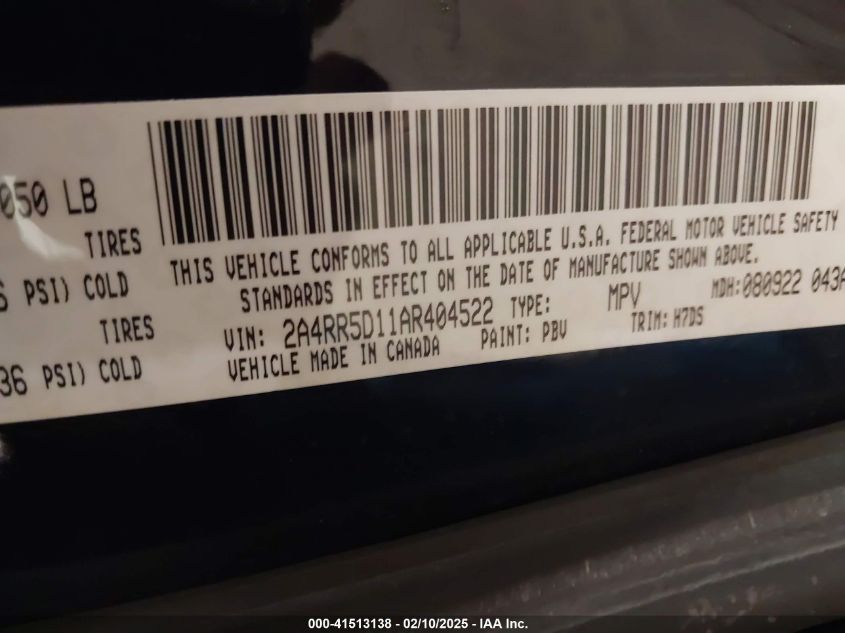 050 LB
TIRES
PSI) COLD
TIRES
36 PSI) COLD
THIS VEHICLE CONFORMS TO ALL APPLICABLE U.S.A. FEDERAL MOTOR VEHICLE SAFETY
STANDARDS IN EFFECT ON THE DATE OF MANUFACTURE SHOWN ABOVE.
VIN: 2A4RR5D11AR404522 TYPE: MPV MDH:080922 043A
VEHICLE MADE IN CANADA PAINT: PBV TRIM: H7DS
000-41513138 - 02/10/2025 - IAA Inc.